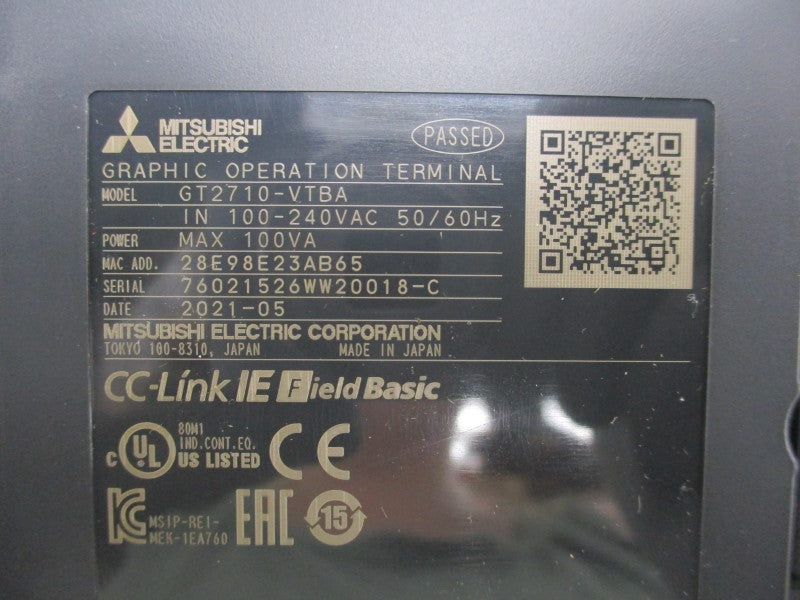 MITSUBISHI
ELECTRIC
PASSED
GRAPHIC OPERATION TERMINAL
MODEL GT2710-VTBA
IN 100-240VAC 50/60Hz
POWER MAX 100VA
MAC ADD. 28E98E23AB65
SERIAL 76021526WW20018-C
DATE 2021-05
MITSUBISHI ELECTRIC CORPORATION
TOKYO 100-8310, JAPAN MADE IN JAPAN
CC-Link IE Field Basic
80M1
IND.CONT.EQ.
c UL US LISTED
CE
KC
MSIP-REI-
MEK-1EA760
EAC
15